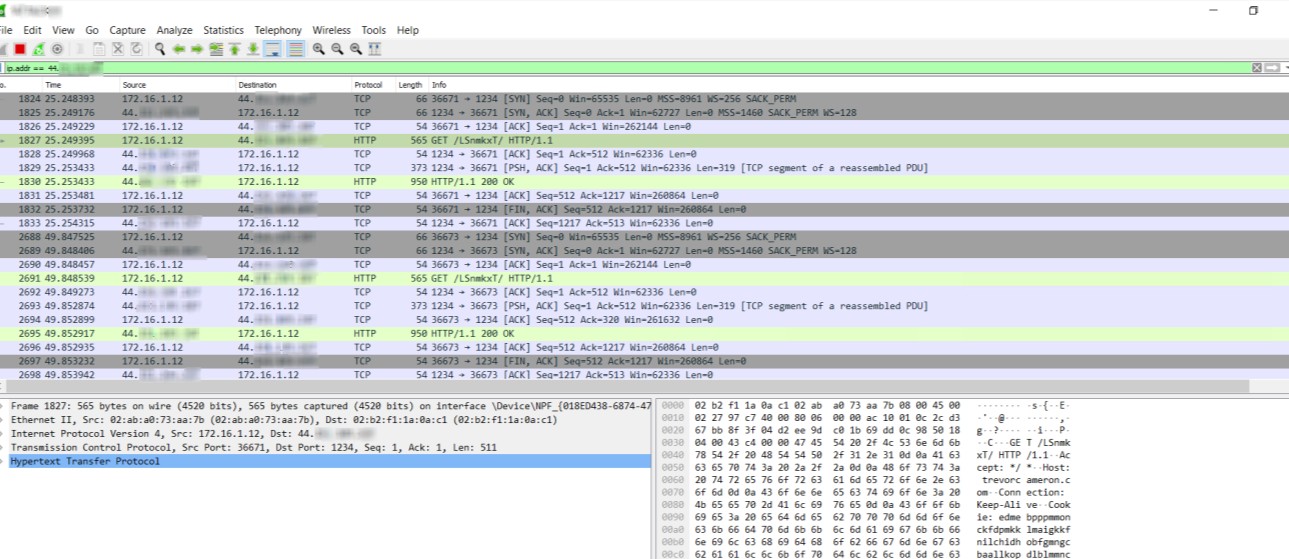 File Edit View Go Capture Analyze Statistics Telephony Wireless Tools Help
ip.addr == 44.
Time Source Destination Protocol Length Info
1824 25.248393 172.16.1.12 44. TCP 66 36671 → 1234 [SYN] Seq=0 Win=65535 Len=0 MSS=8961 WS=256 SACK_PERM
1825 25.249176 44. 172.16.1.12 TCP 66 1234 → 36671 [SYN, ACK] Seq=0 Ack=1 Win=62727 Len=0 MSS=1460 SACK_PERM WS=128
1826 25.249229 172.16.1.12 44. TCP 54 36671 → 1234 [ACK] Seq=1 Ack=1 Win=262144 Len=0
1827 25.249395 172.16.1.12 44. HTTP 565 GET /LSnmkxT/ HTTP/1.1
1828 25.249968 44. 172.16.1.12 TCP 54 1234 → 36671 [ACK] Seq=1 Ack=512 Win=62336 Len=0
1829 25.253433 44. 172.16.1.12 TCP 373 1234 → 36671 [PSH, ACK] Seq=1 Ack=512 Win=62336 Len=319 [TCP segment of a reassembled PDU]
1830 25.253433 44. 172.16.1.12 HTTP 950 HTTP/1.1 200 OK
1831 25.253481 172.16.1.12 44. TCP 54 36671 → 1234 [ACK] Seq=512 Ack=1217 Win=260864 Len=0
1832 25.253732 172.16.1.12 44. TCP 54 36671 → 1234 [FIN, ACK] Seq=512 Ack=1217 Win=260864 Len=0
1833 25.254315 44. 172.16.1.12 TCP 54 1234 → 36671 [ACK] Seq=1217 Ack=513 Win=62336 Len=0
2688 49.847525 172.16.1.12 44. TCP 66 36673 → 1234 [SYN] Seq=0 Win=65535 Len=0 MSS=8961 WS=256 SACK_PERM
2689 49.848406 44. 172.16.1.12 TCP 66 1234 → 36673 [SYN, ACK] Seq=0 Ack=1 Win=62727 Len=0 MSS=1460 SACK_PERM WS=128
2690 49.848457 172.16.1.12 44. TCP 54 36673 → 1234 [ACK] Seq=1 Ack=1 Win=262144 Len=0
2691 49.848539 172.16.1.12 44. HTTP 565 GET /LSnmkxT/ HTTP/1.1
2692 49.849273 44. 172.16.1.12 TCP 54 1234 → 36673 [ACK] Seq=1 Ack=512 Win=62336 Len=0
2693 49.852874 44. 172.16.1.12 TCP 373 1234 → 36673 [PSH, ACK] Seq=1 Ack=512 Win=62336 Len=319 [TCP segment of a reassembled PDU]
2694 49.852899 172.16.1.12 44. TCP 54 36673 → 1234 [ACK] Seq=512 Ack=320 Win=261632 Len=0
2695 49.852917 44. 172.16.1.12 HTTP 950 HTTP/1.1 200 OK
2696 49.852935 172.16.1.12 44. TCP 54 36673 → 1234 [ACK] Seq=512 Ack=1217 Win=260864 Len=0
2697 49.853232 172.16.1.12 44. TCP 54 36673 → 1234 [FIN, ACK] Seq=512 Ack=1217 Win=260864 Len=0
2698 49.853942 44. 172.16.1.12 TCP 54 1234 → 36673 [ACK] Seq=1217 Ack=513 Win=62336 Len=0
Frame 1827: 565 bytes on wire (4520 bits), 565 bytes captured (4520 bits) on interface \Device\NPF_{018ED438-6874-47
Ethernet II, Src: 02:ab:a0:73:aa:7b (02:ab:a0:73:aa:7b), Dst: 02:b2:f1:1a:0a:c1 (02:b2:f1:1a:0a:c1)
Internet Protocol Version 4, Src: 172.16.1.12, Dst: 44.
Transmission Control Protocol, Src Port: 36671, Dst Port: 1234, Seq: 1, Ack: 1, Len: 511
Hypertext Transfer Protocol
0000 02 b2 f1 1a 0a c1 02 ab a0 73 aa 7b 08 00 45 00 ·········s·{··E·
0010 02 27 97 c7 40 00 80 06 00 00 ac 10 01 0c 2c d3 ·'··@·········,·
0020 67 bb 8f 3f 04 d2 ee 9d c0 1b 69 dd 0c 98 50 18 g··?······i···P·
0030 04 00 43 c4 00 00 47 45 54 20 2f 4c 53 6e 6d 6b ··C···GET /LSnmk
0040 78 54 2f 20 48 54 54 50 2f 31 2e 31 0d 0a 41 63 xT/ HTTP/1.1··Ac
0050 63 65 70 74 3a 20 2a 2f 2a 0d 0a 48 6f 73 74 3a cept: */*··Host:
0060 20 74 72 65 76 6f 72 63 61 6d 65 72 6f 6e 2e 63 trevorcameron.c
0070 6f 6d 0d 0a 43 6f 6e 6e 65 63 74 69 6f 6e 3a 20 om··Connection:
0080 4b 65 65 70 2d 41 6c 69 76 65 0d 0a 43 6f 6f 6b Keep-Alive··Cook
0090 69 65 3a 20 65 64 6d 65 62 70 70 70 6d 6d 6f 6e ie: edmebpppmmon
00a0 63 6b 66 64 70 6d 6b 6b 6c 6d 61 69 67 6b 6b 66 ckfdpmkklmaigkkf
00b0 6e 69 6c 63 68 69 64 68 6f 62 66 67 6d 6e 67 63 nilchidhobfgmngc
00c0 62 61 61 6c 6c 6b 6f 70 64 6c 62 6c 6d 6d 6e 63 baallkopdlblmmnc